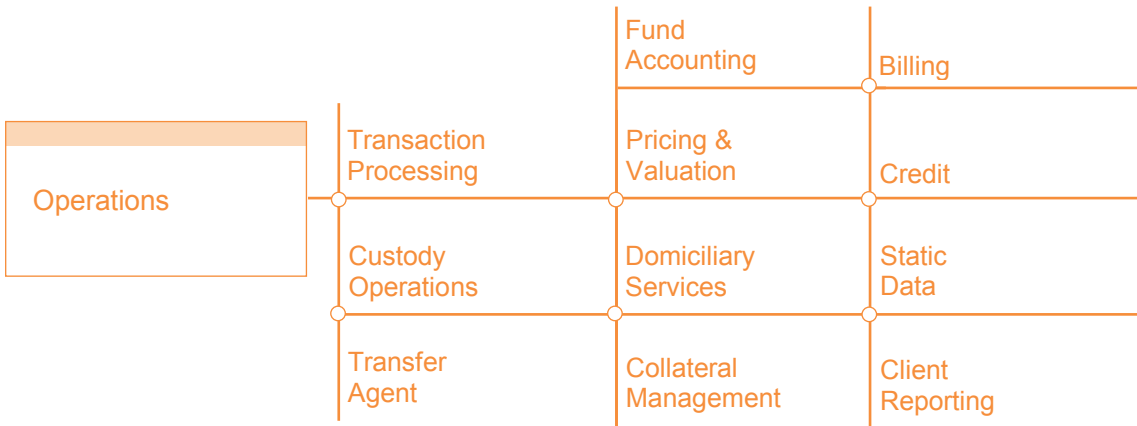 Operations
Transaction
Processing
Custody
Operations
Transfer
Agent
Fund
Accounting
Pricing &
Valuation
Domiciliary
Services
Collateral
Management
Billing
Credit
Static
Data
Client
Reporting